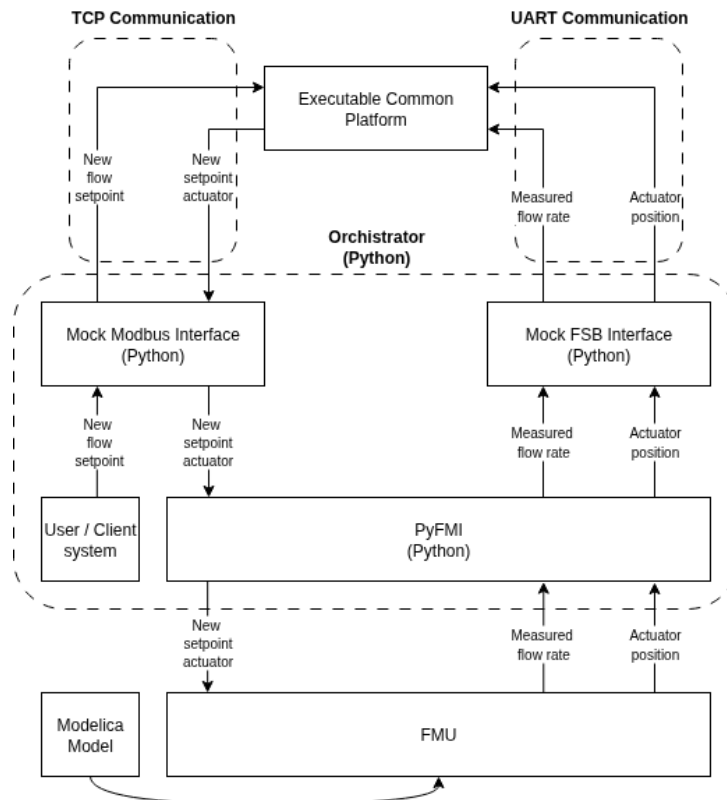 TCP Communication
UART Communication
Executable Common
Platform
New
flow
setpoint
New
setpoint
actuator
Measured
flow rate
Actuator
position
Orchistrator
(Python)
Mock Modbus Interface
(Python)
Mock FSB Interface
(Python)
New
flow
setpoint
New
setpoint
actuator
Measured
flow rate
Actuator
position
User / Client
system
PyFMI
(Python)
New
setpoint
actuator
Measured
flow rate
Actuator
position
Modelica
Model
FMU